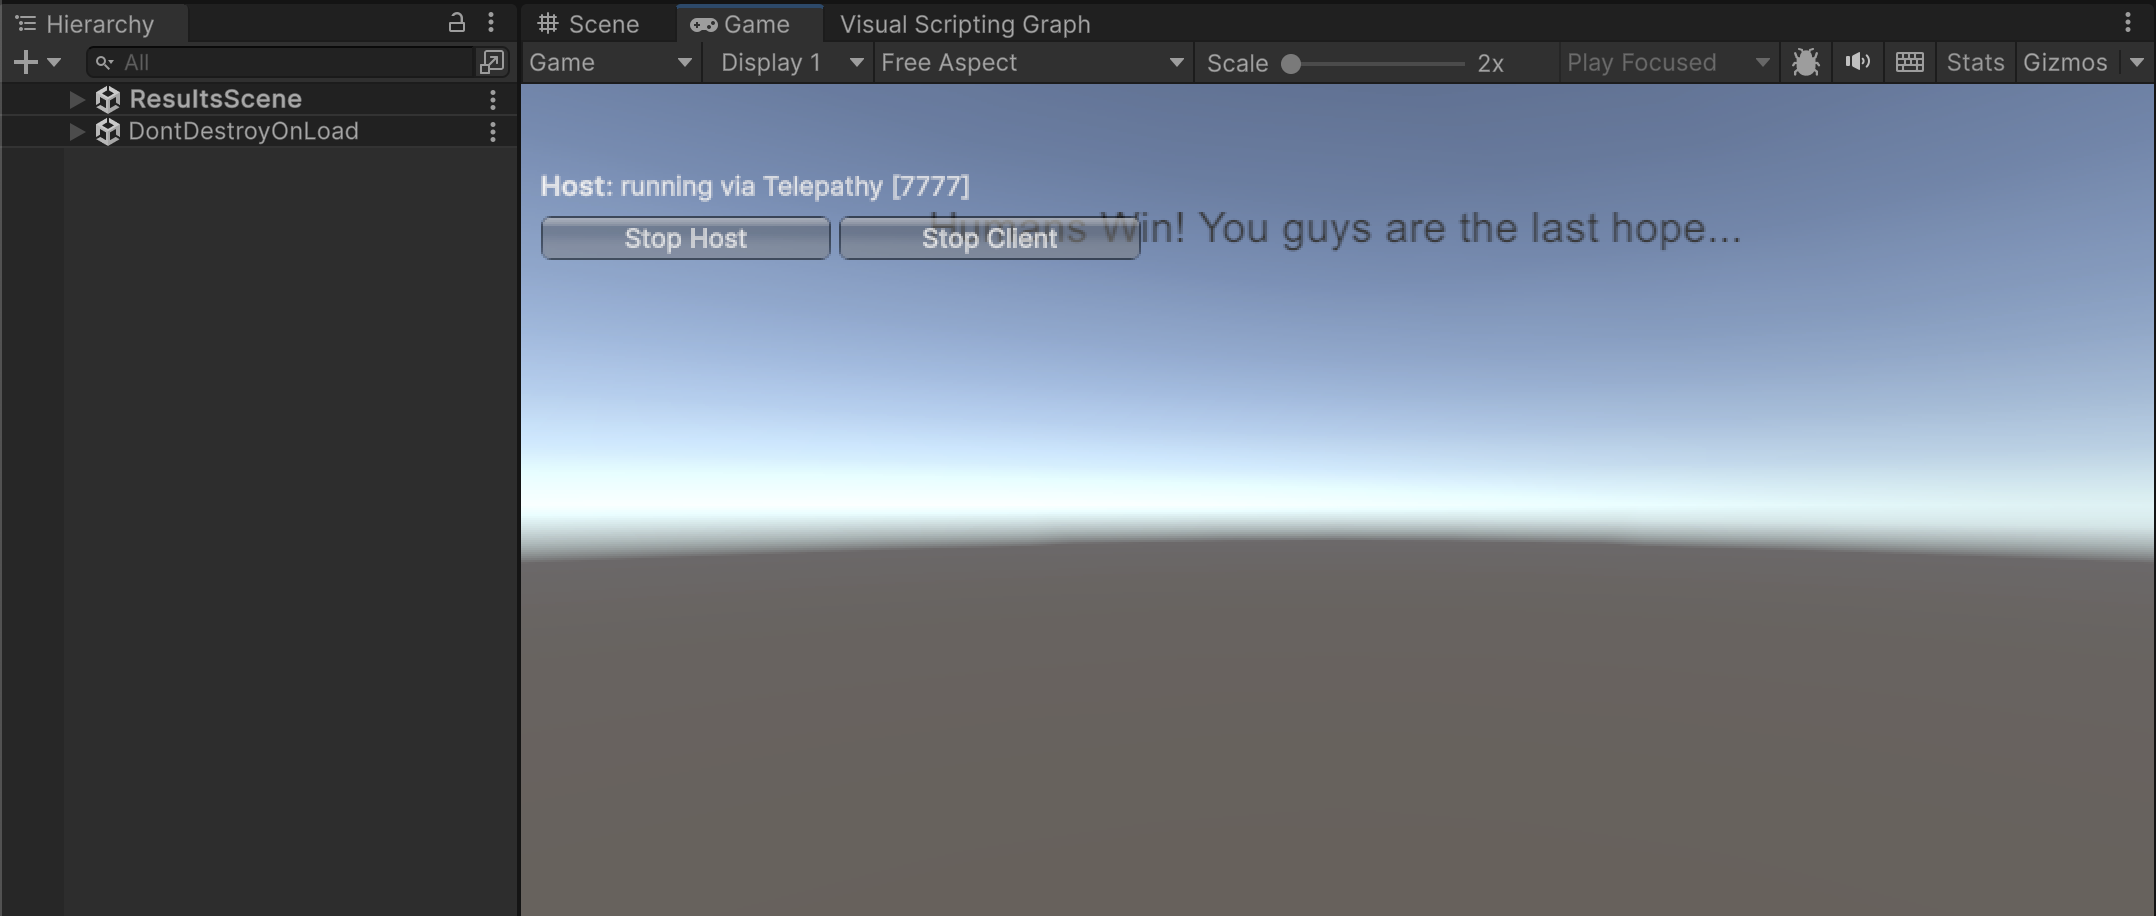 Hierarchy
All
ResultsScene
DontDestroyOnLoad
Scene Game Visual Scripting Graph
Game Display 1 Free Aspect Scale 2x Play Focused Stats Gizmos
Host: running via Telepathy [7777]
Stop Host Stop Client
Humans Win! You guys are the last hope...